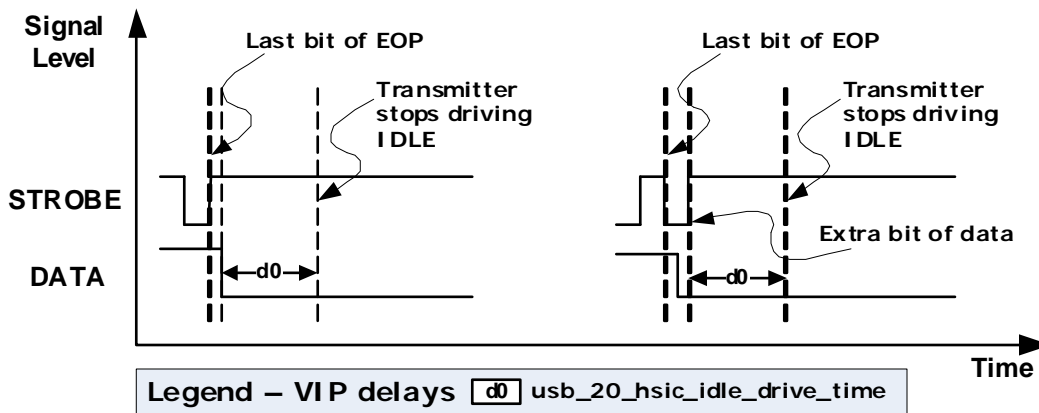 Signal
Level
Last bit of EOP
Last bit of EOP
Transmitter
stops driving
IDLE
Transmitter
stops driving
IDLE
STROBE
Extra bit of data
DATA
d0
d0
Time
Legend – VIP delays d0 usb_20_hsic_idle_drive_time